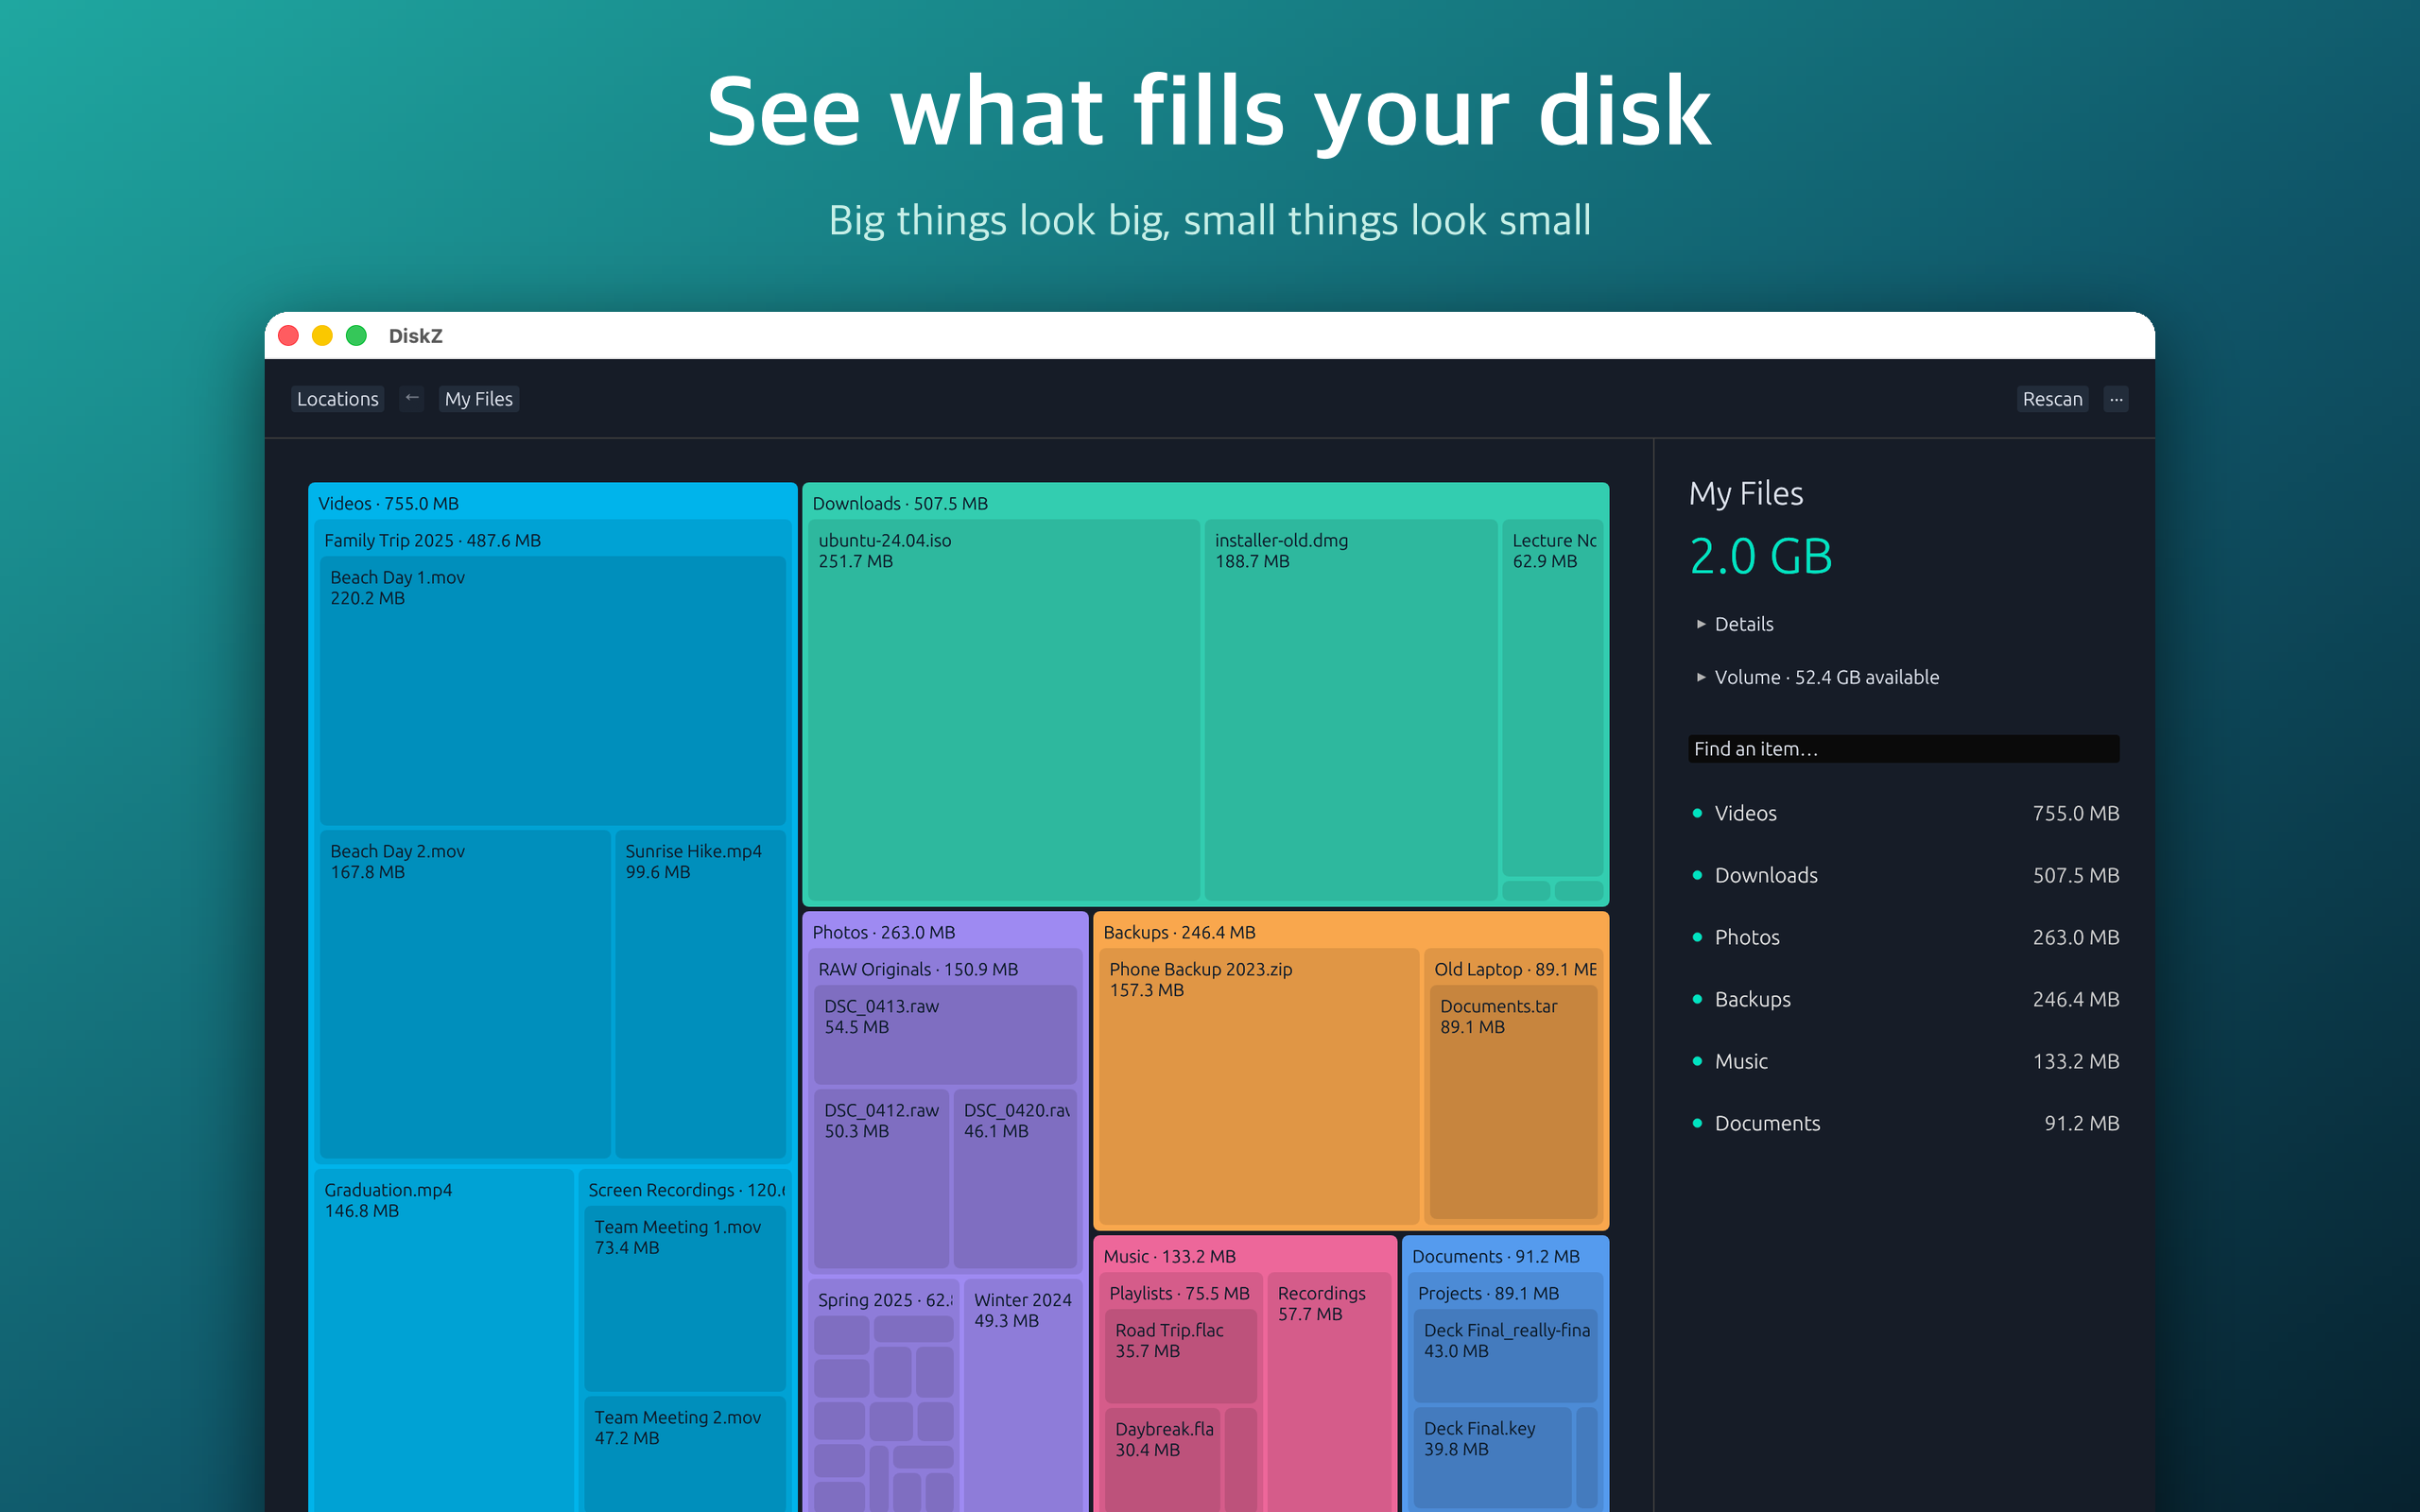 See what fills your disk
Big things look big, small things look small
DiskZ
Locations
←
My Files
Rescan
...
Videos · 755.0 MB
Family Trip 2025 · 487.6 MB
Beach Day 1.mov
220.2 MB
Beach Day 2.mov
167.8 MB
Sunrise Hike.mp4
99.6 MB
Graduation.mp4
146.8 MB
Screen Recordings · 120.
Team Meeting 1.mov
73.4 MB
Team Meeting 2.mov
47.2 MB
Downloads · 507.5 MB
ubuntu-24.04.iso
251.7 MB
installer-old.dmg
188.7 MB
Lecture No
62.9 MB
Photos · 263.0 MB
RAW Originals · 150.9 MB
DSC_0413.raw
54.5 MB
DSC_0412.raw
50.3 MB
DSC_0420.raw
46.1 MB
Spring 2025 · 62.
Winter 2024
49.3 MB
Backups · 246.4 MB
Phone Backup 2023.zip
157.3 MB
Old Laptop · 89.1 MB
Documents.tar
89.1 MB
Music · 133.2 MB
Playlists · 75.5 MB
Road Trip.flac
35.7 MB
Daybreak.fla
30.4 MB
Recordings
57.7 MB
Documents · 91.2 MB
Projects · 89.1 MB
Deck Final_really-fina
43.0 MB
Deck Final.key
39.8 MB
My Files
2.0 GB
Details
Volume · 52.4 GB available
Find an item…
Videos 755.0 MB
Downloads 507.5 MB
Photos 263.0 MB
Backups 246.4 MB
Music 133.2 MB
Documents 91.2 MB